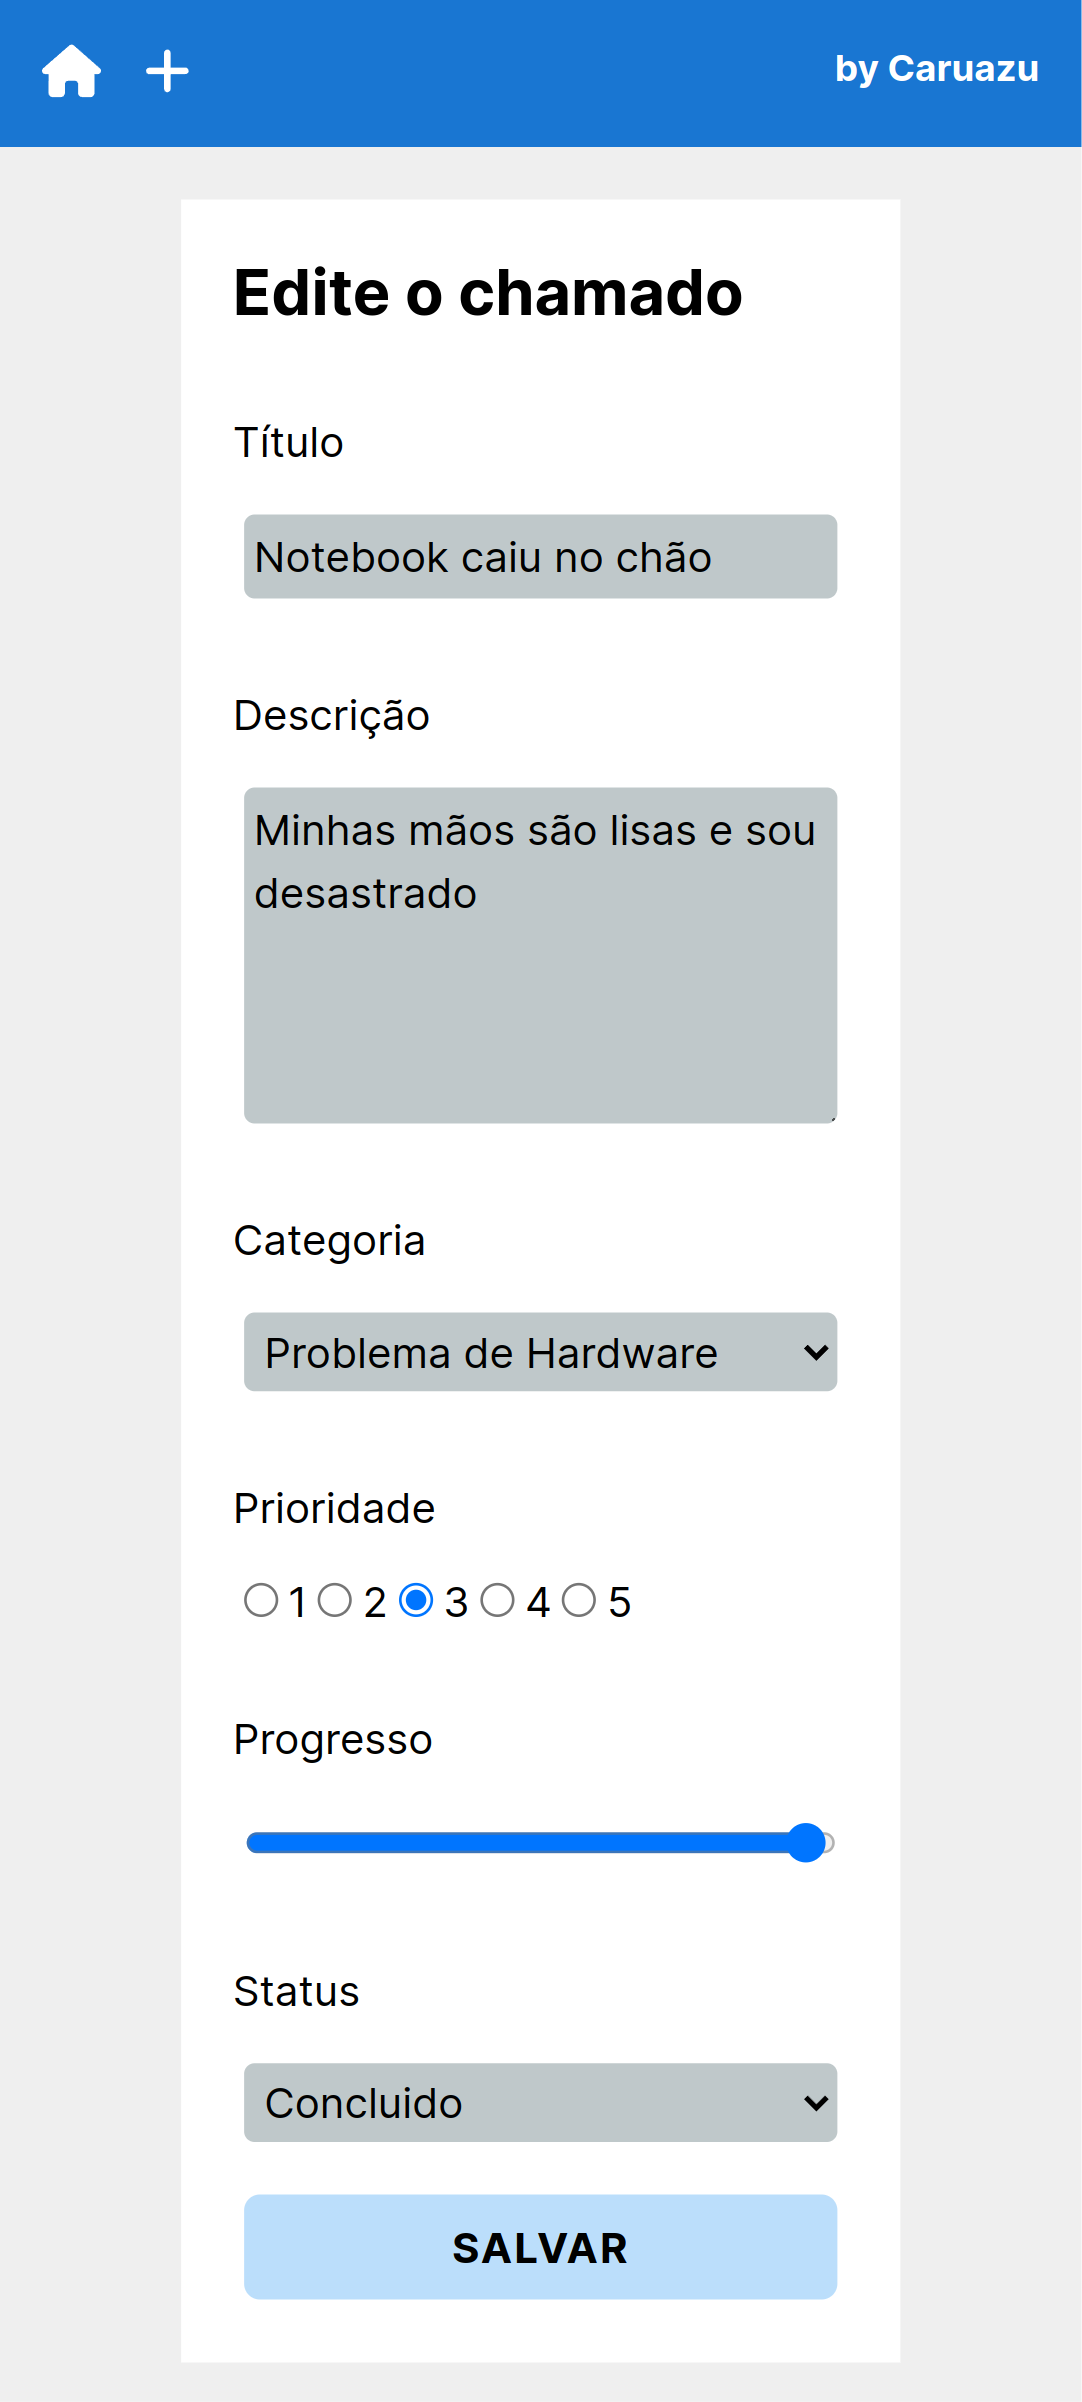 by Caruazu
Edite o chamado
Título
Notebook caiu no chão
Descrição
Minhas mãos são lisas e sou
desastrado
Categoria
Problema de Hardware
Prioridade
1 2 3 4 5
Progresso
Status
Concluido
SALVAR